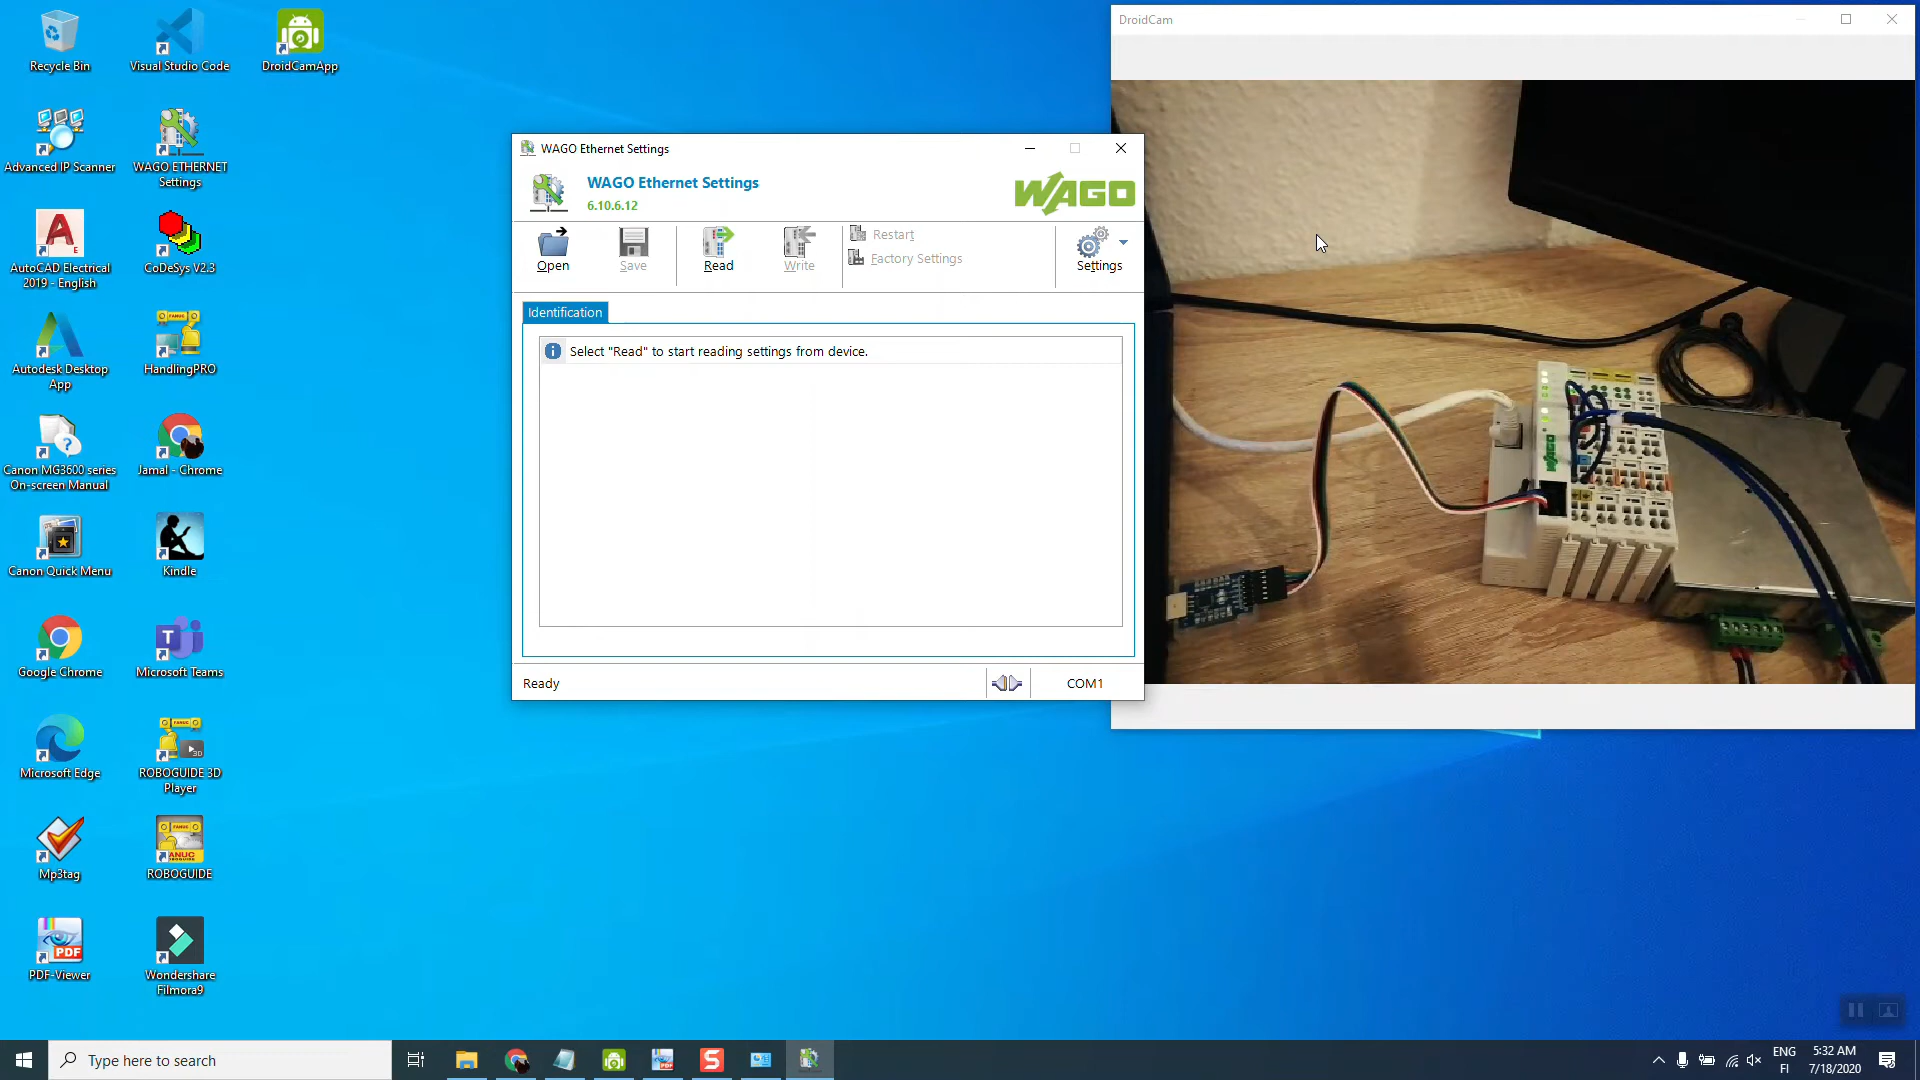 Recycle Bin
Visual Studio Code
DroidCamApp
Advanced IP Scanner
WAGO ETHERNET
Settings
AutoCAD Electrical
2019 - English
CoDeSys V2.3
Autodesk Desktop
App
HandlingPRO
Canon MG3600 series
On-screen Manual
Jamal - Chrome
Canon Quick Menu
Kindle
Google Chrome
Microsoft Teams
Microsoft Edge
ROBOGUIDE 3D
Player
Mp3tag
ROBOGUIDE
PDF-Viewer
Wondershare
Filmora9
WAGO Ethernet Settings
WAGO Ethernet Settings
6.10.6.12
WAGO
Open
Save
Read
Write
Restart
Factory Settings
Settings
Identification
Select "Read" to start reading settings from device.
Ready
COM1
DroidCam
WAGO
Type here to search
ENG
FI
5:32 AM
7/18/2020